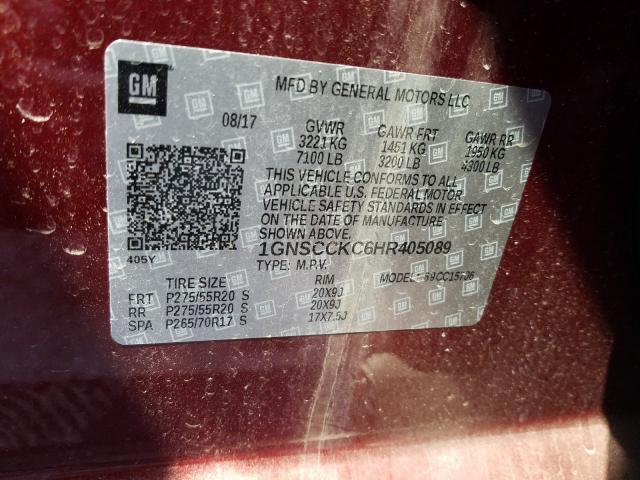 GM
MFD BY GENERAL MOTORS LLC
08/17
GVWR GAWR FRT GAWR RR
3221 KG 1451 KG 1950 KG
7100 LB 3200 LB 4300 LB
THIS VEHICLE CONFORMS TO ALL
APPLICABLE U.S. FEDERAL MOTOR
VEHICLE SAFETY STANDARDS IN EFFECT
ON THE DATE OF MANUFACTURE
SHOWN ABOVE.
1GNSCCKC6HR405089
405Y
TYPE: M.P.V. MODEL:
TIRE SIZE RIM
FRT P275/55R20 S 20X9J
RR P275/55R20 S 20X9J
SPA P265/70R17 S 17X7.5J